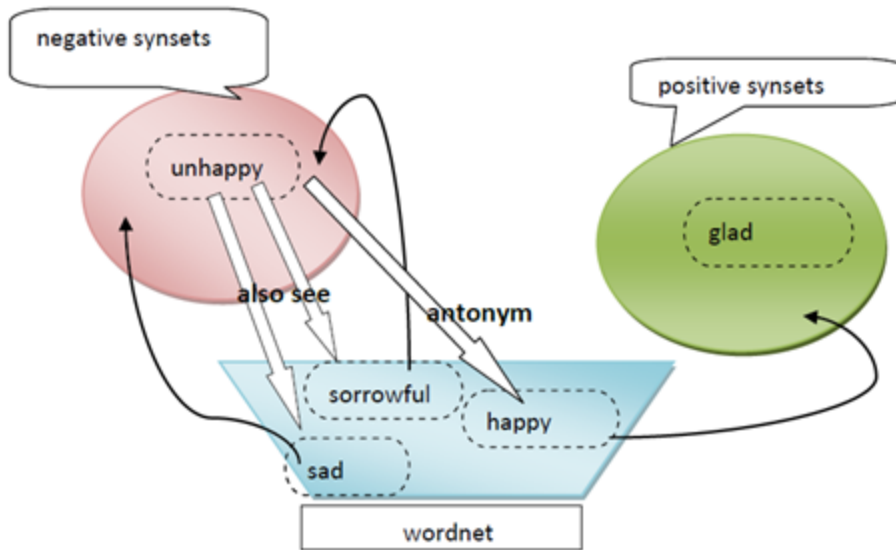 negative synsets
positive synsets
unhappy
glad
also see
antonym
sorrowful
happy
sad
wordnet